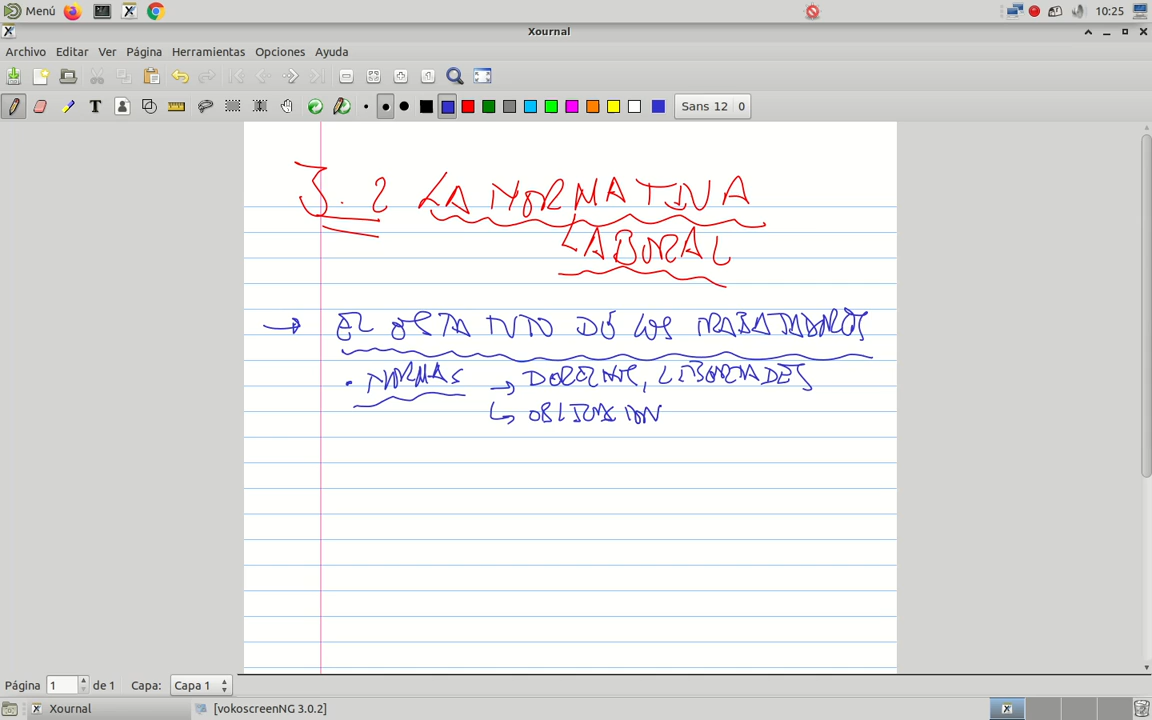 Menú 10:25
Xournal
Archivo Editar Ver Página Herramientas Opciones Ayuda
Sans 12 0
3.2 LA NORMATIVA
LABORAL
→ EL ESTATUTO DE LOS TRABAJADORES
• NORMAS → DERECHOS, LIBERTADES
↳ OBLIGACION
Página 1 de 1 Capa: Capa 1
Xournal [vokoscreenNG 3.0.2]